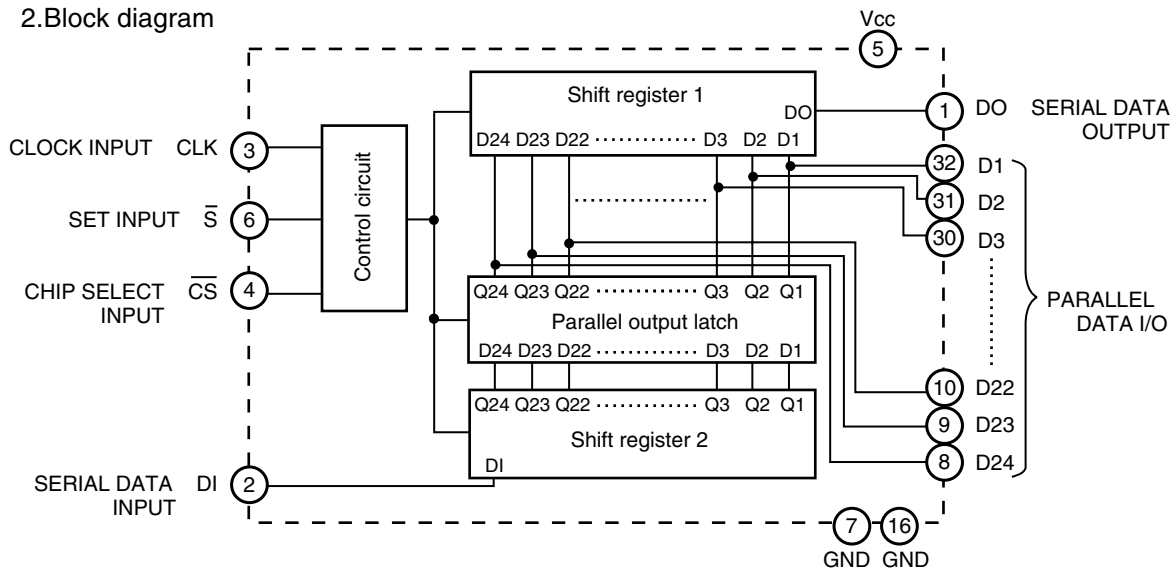 2.Block diagram
Vcc
5
Shift register 1
DO
1 DO SERIAL DATA OUTPUT
D24 D23 D22 ................ D3 D2 D1
CLOCK INPUT CLK 3
SET INPUT S̅ 6
CHIP SELECT INPUT C̅S̅ 4
Control circuit
32 D1
31 D2
30 D3
Q24 Q23 Q22 ................ Q3 Q2 Q1
Parallel output latch
D24 D23 D22 ................ D3 D2 D1
PARALLEL DATA I/O
10 D22
9 D23
8 D24
Q24 Q23 Q22 ................ Q3 Q2 Q1
Shift register 2
DI
SERIAL DATA INPUT DI 2
7 16
GND GND